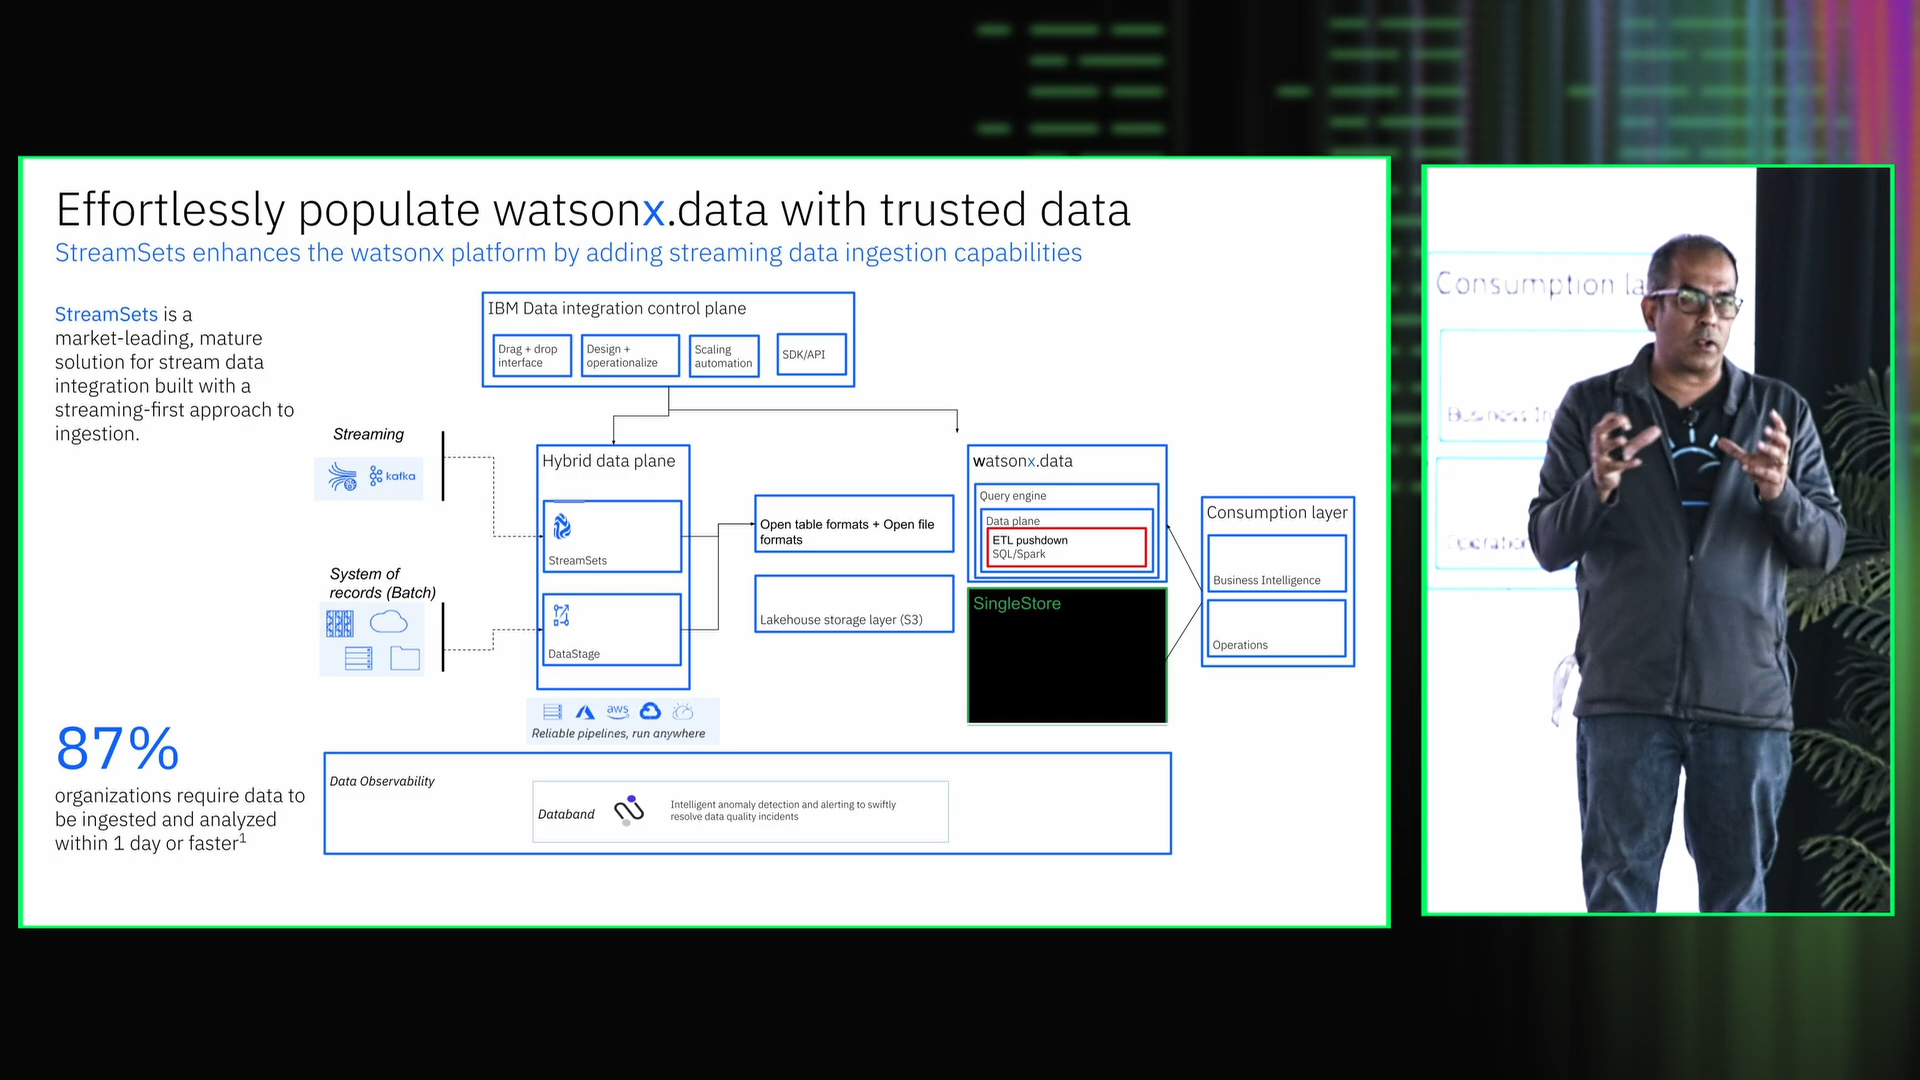 Effortlessly populate watsonx.data with trusted data
StreamSets enhances the watsonx platform by adding streaming data ingestion capabilities
StreamSets is a
market-leading, mature
solution for stream data
integration built with a
streaming-first approach to
ingestion.
IBM Data integration control plane
Drag + drop
interface
Design +
operationalize
Scaling
automation
SDK/API
Streaming
kafka
System of
records (Batch)
Hybrid data plane
StreamSets
DataStage
aws
Reliable pipelines, run anywhere
Open table formats + Open file
formats
Lakehouse storage layer (S3)
watsonx.data
Query engine
Data plane
ETL pushdown
SQL/Spark
SingleStore
Consumption layer
Business Intelligence
Operations
87%
organizations require data to
be ingested and analyzed
within 1 day or faster1
Data Observability
Databand
Intelligent anomaly detection and alerting to swiftly
resolve data quality incidents
Consumption la
Business In
Operation